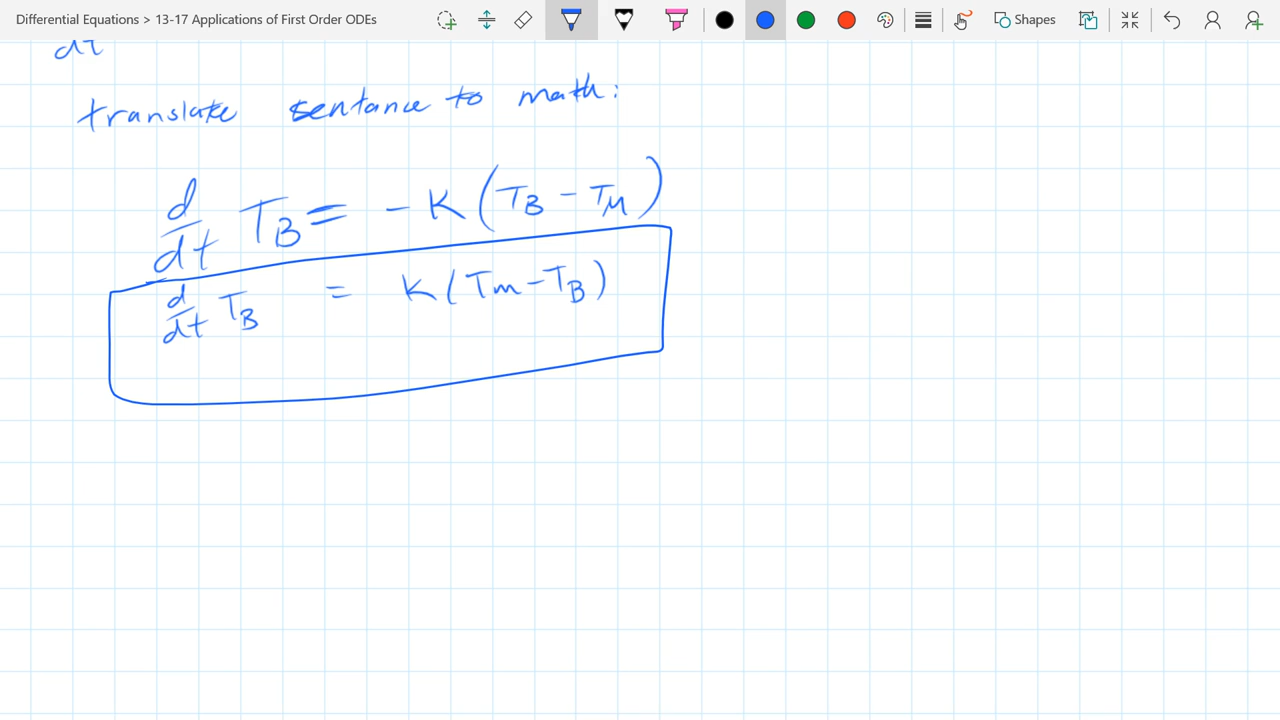 Differential Equations > 13-17 Applications of First Order ODEs
Shapes
dt
translate sentance to math:
d/dt T_B = -K(T_B - T_M)
d/dt T_B = K(T_m - T_B)